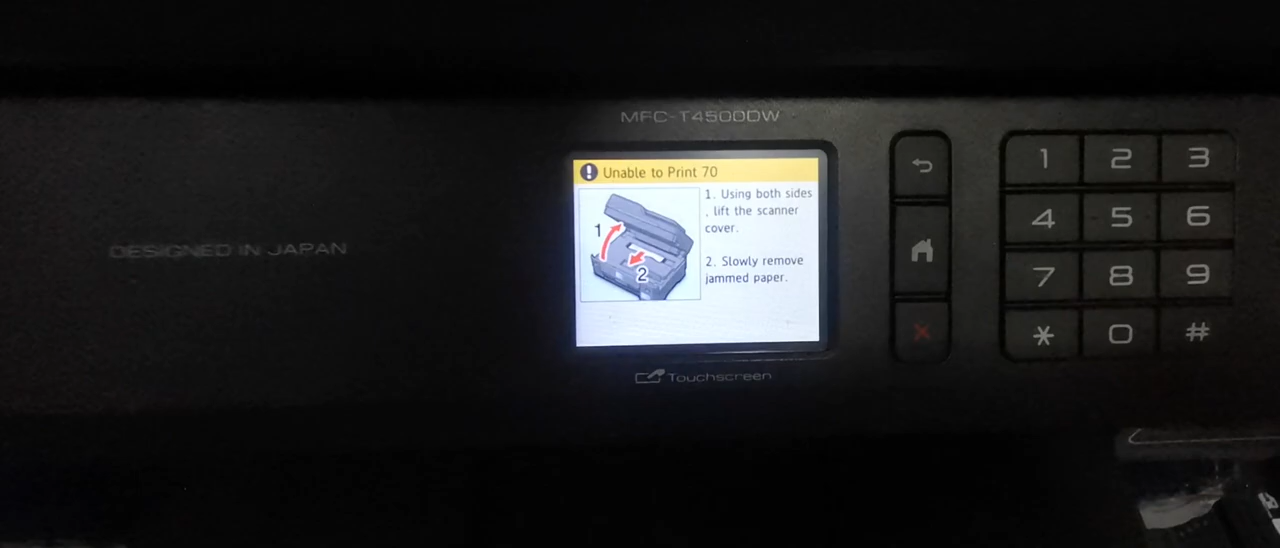 MFC-T4500DW
Unable to Print 70
1. Using both sides
, lift the scanner
cover.
2. Slowly remove
jammed paper.
1
2
DESIGNED IN JAPAN
Touchscreen
1 2 3
4 5 6
7 8 9
* 0 #